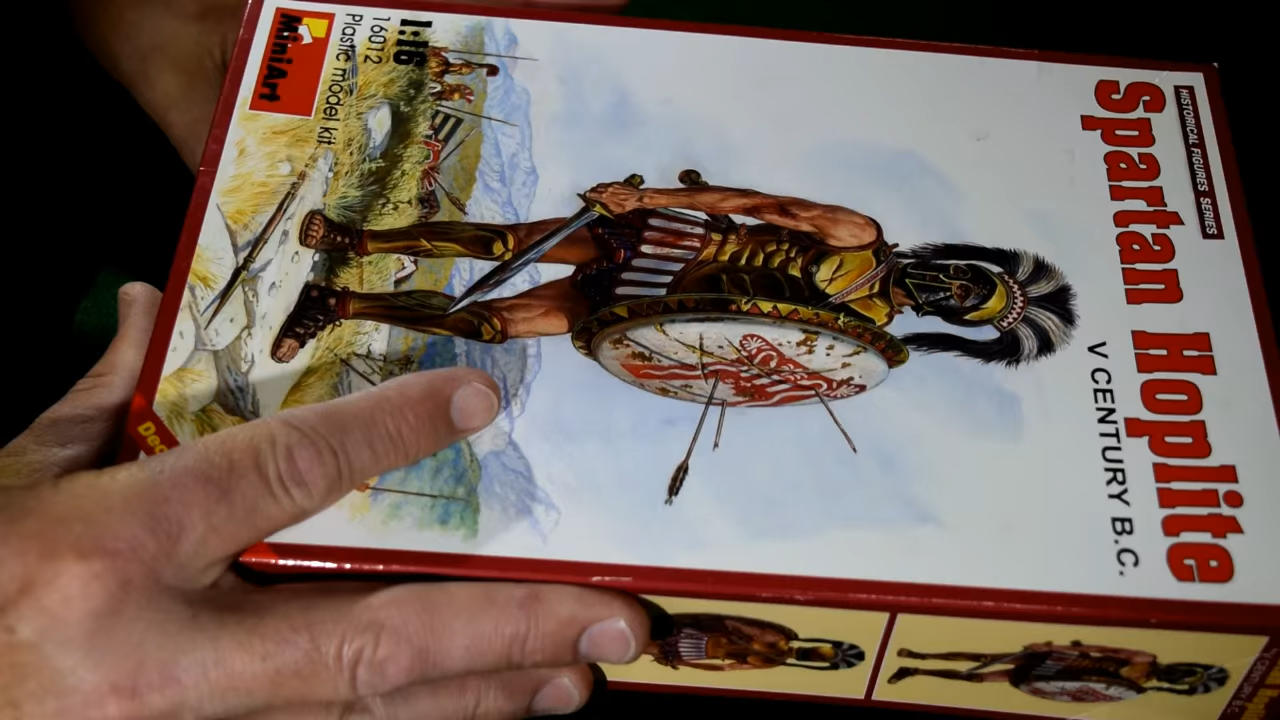 HISTORICAL FIGURES SERIES
Spartan Hoplite
V CENTURY B.C.
1:16
16012
Plastic model kit
MiniArt